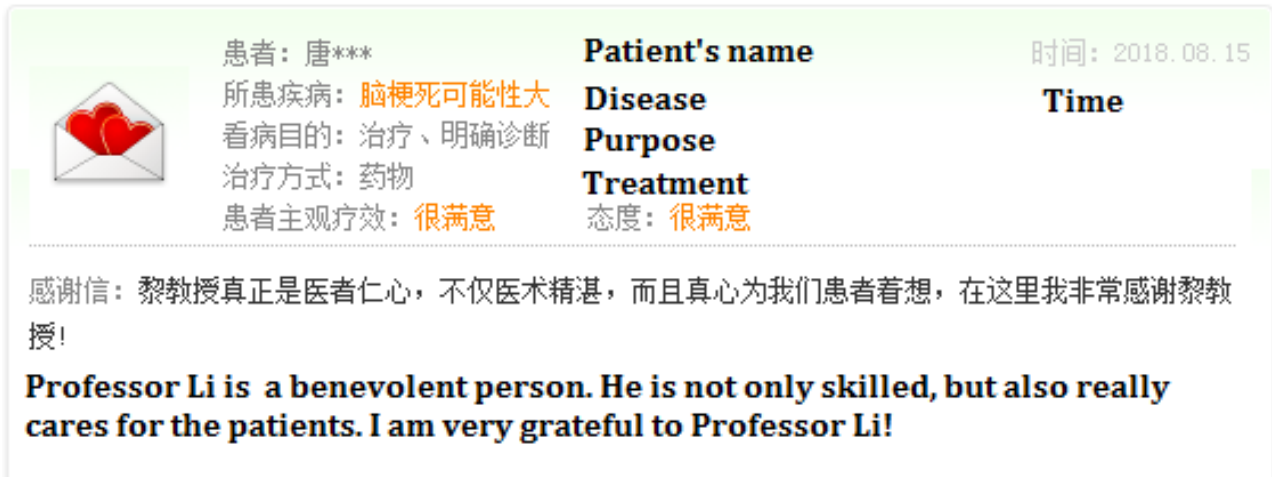 患者：唐*** Patient's name 时间：2018.08.15
所患疾病：脑梗死可能性大 Disease Time
看病目的：治疗、明确诊断 Purpose
治疗方式：药物 Treatment
患者主观疗效：很满意 态度：很满意
感谢信：黎教授真正是医者仁心，不仅医术精湛，而且真心为我们患者着想，在这里我非常感谢黎教
授！
Professor Li is a benevolent person. He is not only skilled, but also really
cares for the patients. I am very grateful to Professor Li!